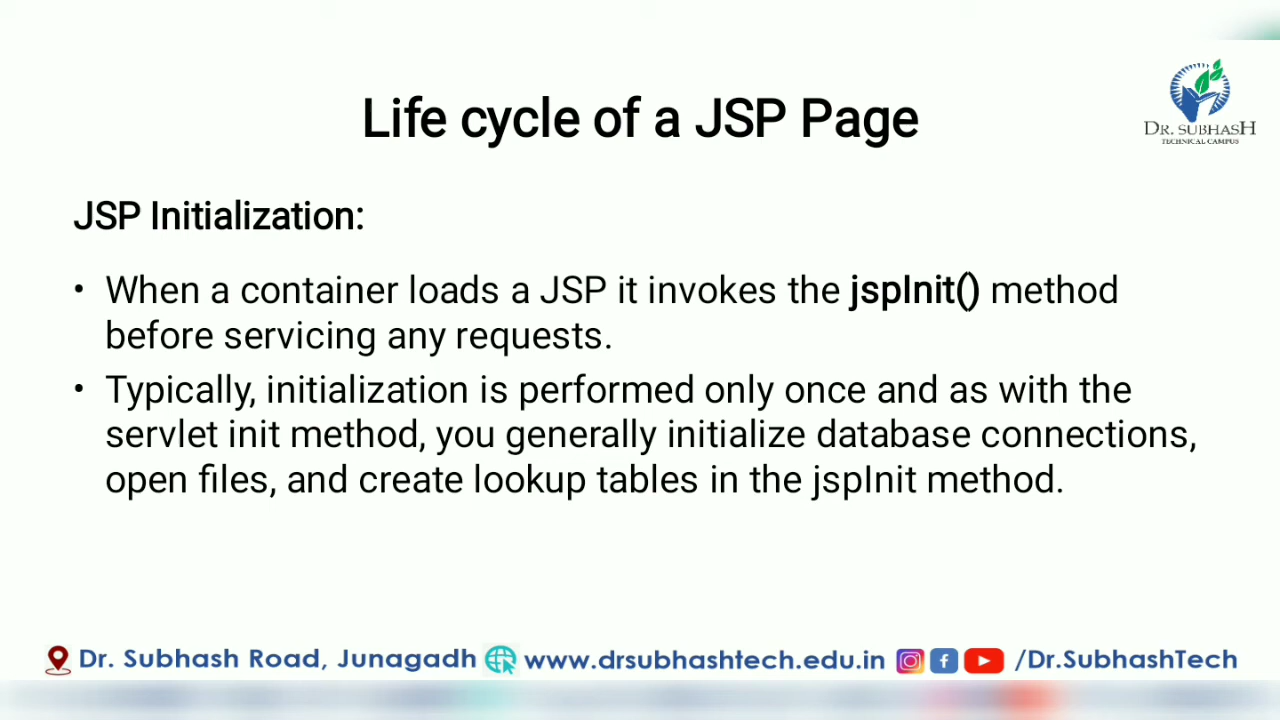 Life cycle of a JSP Page
DR. SUBHASH
TECHNICAL CAMPUS
JSP Initialization:
• When a container loads a JSP it invokes the jspInit() method
before servicing any requests.
• Typically, initialization is performed only once and as with the
servlet init method, you generally initialize database connections,
open files, and create lookup tables in the jspInit method.
Dr. Subhash Road, Junagadh www.drsubhashtech.edu.in /Dr.SubhashTech